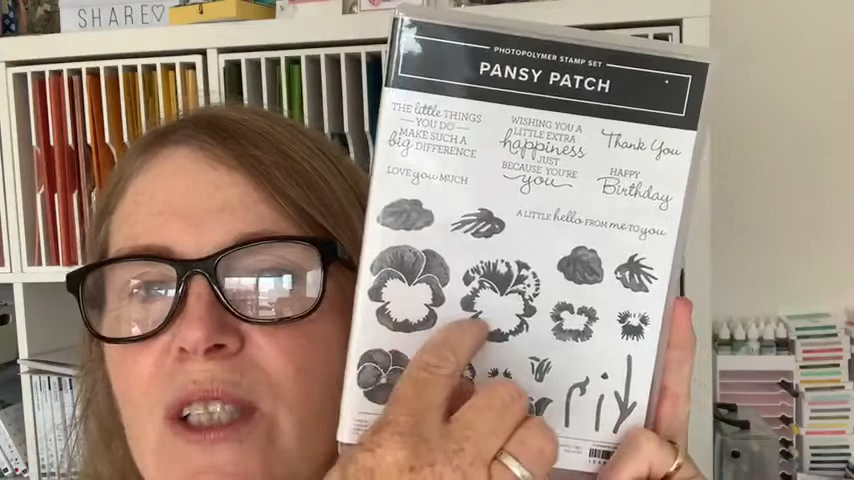 SHARE♡
PHOTOPOLYMER STAMP SET
PANSY PATCH
THE little THINGS
YOU DO
MAKE SUCH A
big DIFFERENCE
LOVE you MUCH
WISHING YOU A
LITTLE EXTRA
happiness
JUST
BECAUSE YOU'RE
you
Thank You
HAPPY
Birthday
A LITTLE hello FROM me TO you
PANSY